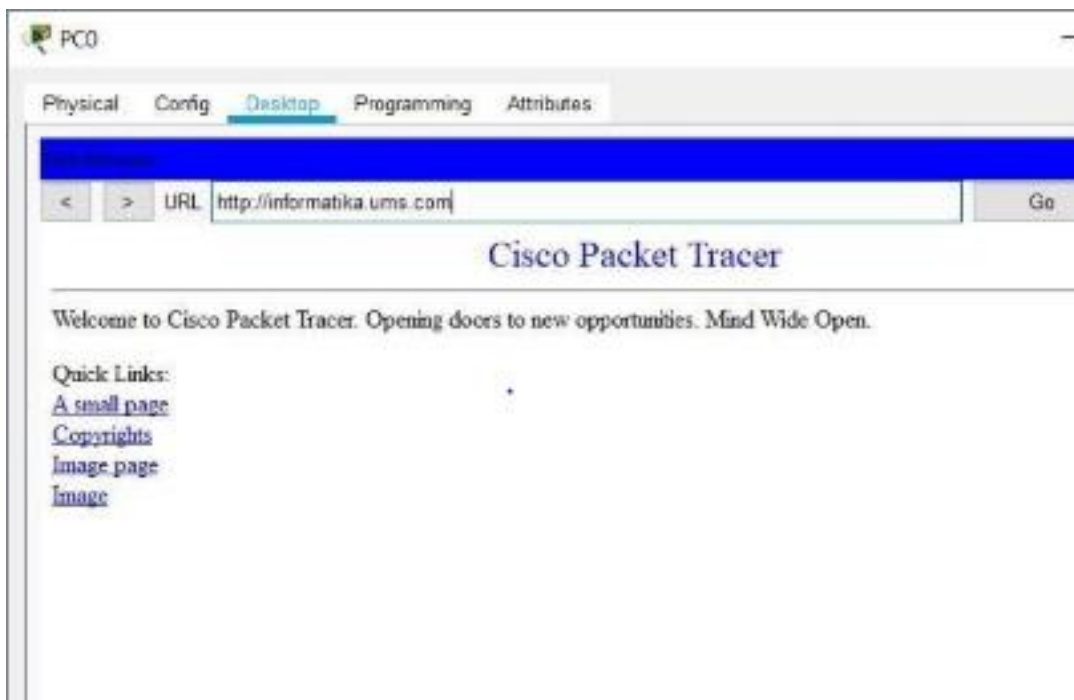 PC0
Physical Config Desktop Programming Attributes
< > URL http://informatika.ums.com Go
Cisco Packet Tracer
Welcome to Cisco Packet Tracer. Opening doors to new opportunities. Mind Wide Open.
Quick Links:
A small page
Copyrights
Image page
Image